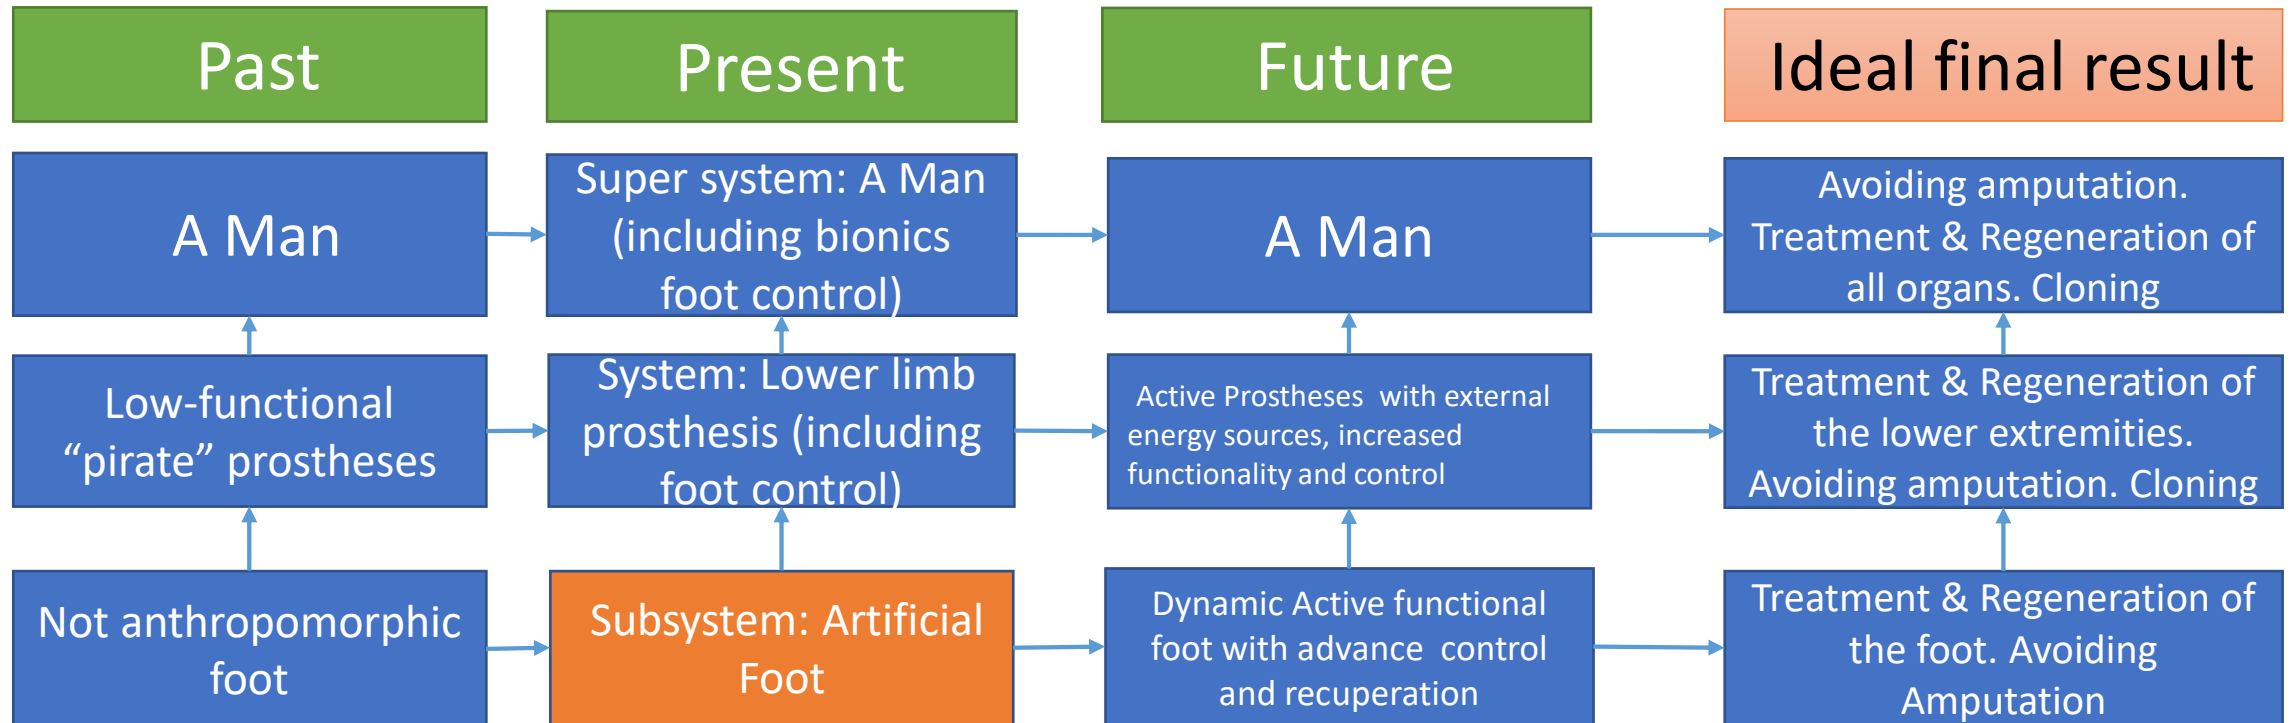 Past
Present
Future
Ideal final result
A Man
Super system: A Man
(including bionics
foot control)
A Man
Avoiding amputation.
Treatment & Regeneration of
all organs. Cloning
Low-functional
“pirate” prostheses
System: Lower limb
prosthesis (including
foot control)
Active Prostheses with external
energy sources, increased
functionality and control
Treatment & Regeneration of
the lower extremities.
Avoiding amputation. Cloning
Not anthropomorphic
foot
Subsystem: Artificial
Foot
Dynamic Active functional
foot with advance control
and recuperation
Treatment & Regeneration of
the foot. Avoiding
Amputation